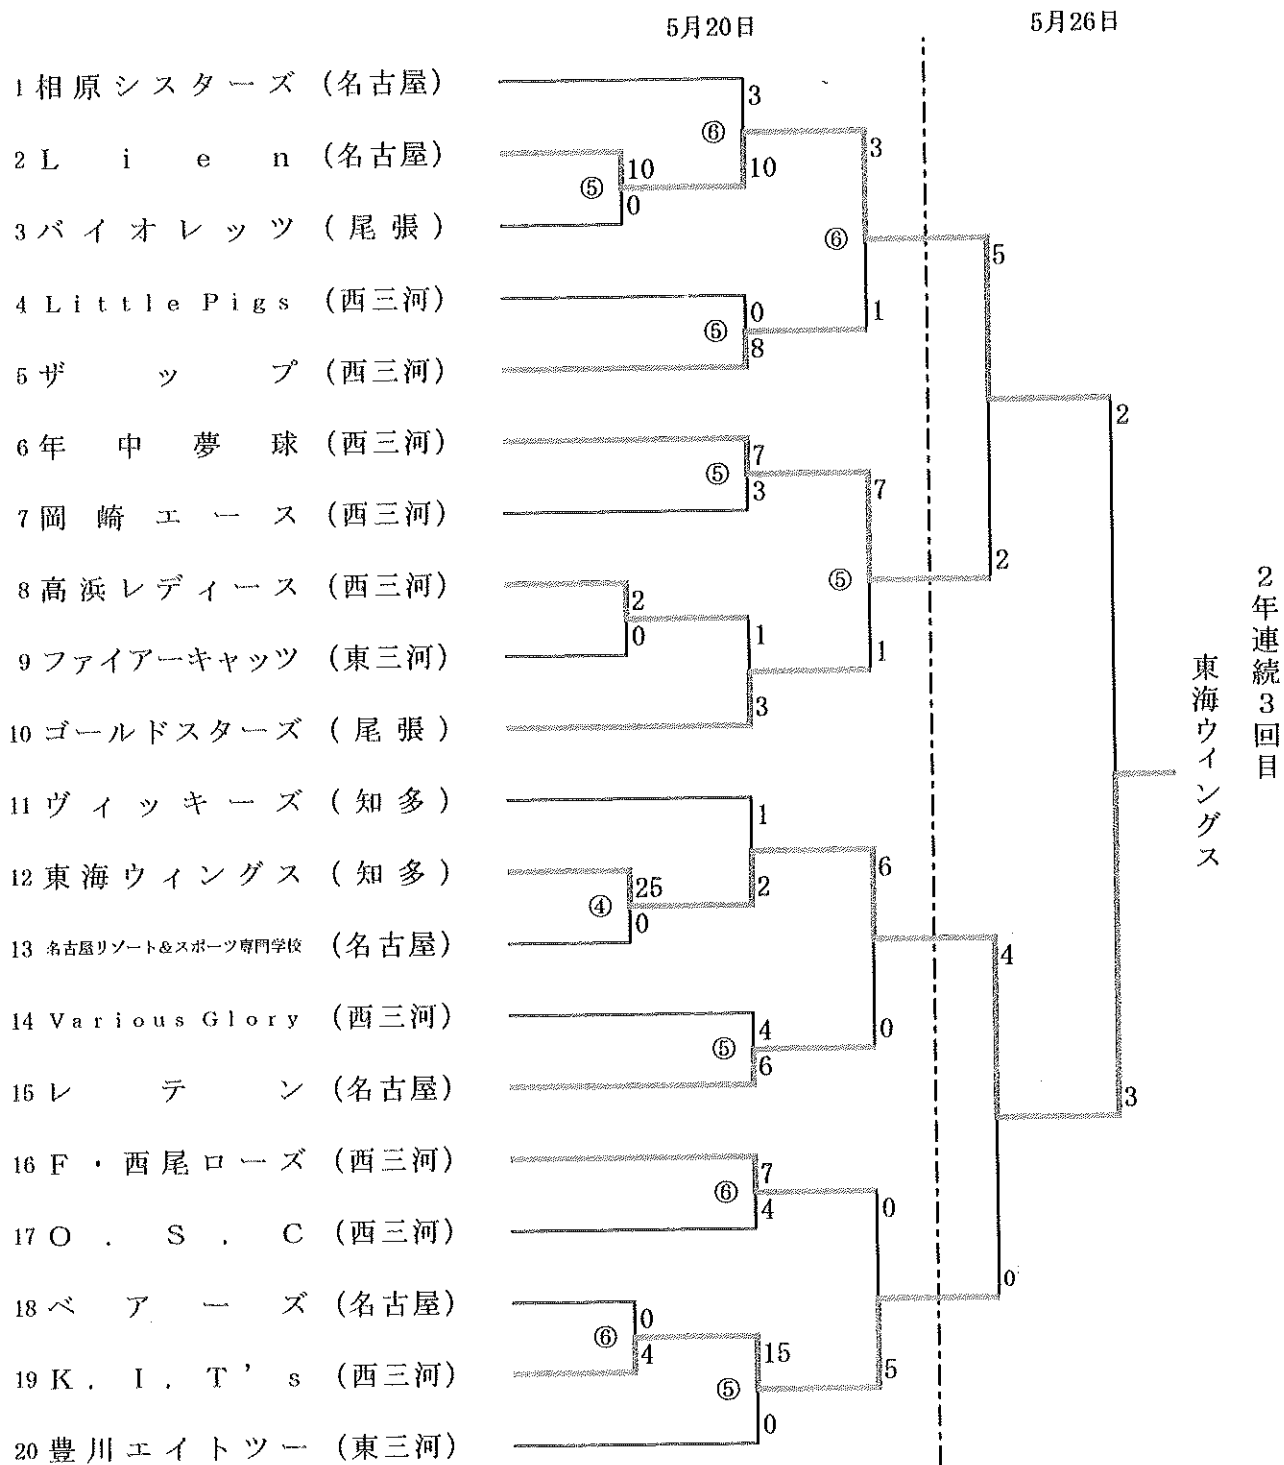 5月20日
5月26日
1 相原シスターズ (名古屋)
2 Lien (名古屋)
3 バイオレッツ (尾張)
4 Little Pigs (西三河)
5 ザップ (西三河)
6 年中夢球 (西三河)
7 岡崎エース (西三河)
8 高浜レディース (西三河)
9 ファイアーキャッツ (東三河)
10 ゴールドスターズ (尾張)
11 ヴィッキーズ (知多)
12 東海ウィングス (知多)
13 名古屋リゾート&スポーツ専門学校 (名古屋)
14 Various Glory (西三河)
15 レテン (名古屋)
16 F・西尾ローズ (西三河)
17 O.S.C (西三河)
18 ベアーズ (名古屋)
19 K.I.T's (西三河)
20 豊川エイトツー (東三河)
⑤
10
0
2
0
④
25
0
⑥
0
4
3
⑥
10
0
⑤
8
7
⑤
3
1
3
1
2
4
⑤
6
7
⑥
4
15
⑤
0
3
⑥
1
7
⑤
1
6
0
0
5
5
2
4
0
2
3
2年連続3回目
東海ウィングス